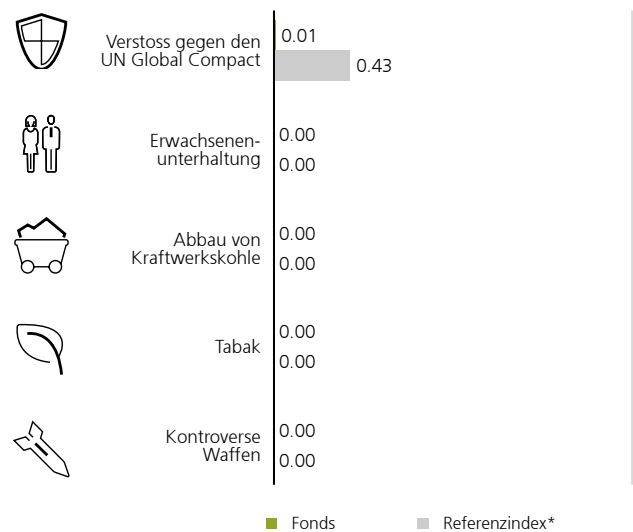 Verstoss gegen den
UN Global Compact
0.01
0.43
Erwachsenen-
unterhaltung
0.00
0.00
Abbau von
Kraftwerkskohle
0.00
0.00
Tabak
0.00
0.00
Kontroverse
Waffen
0.00
0.00
Fonds
Referenzindex*